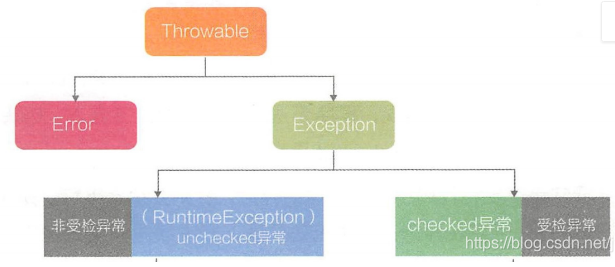 Throwable
Error
Exception
非受检异常
（RuntimeException）
unchecked异常
checked异常
受检异常
https://blog.csdn.net/